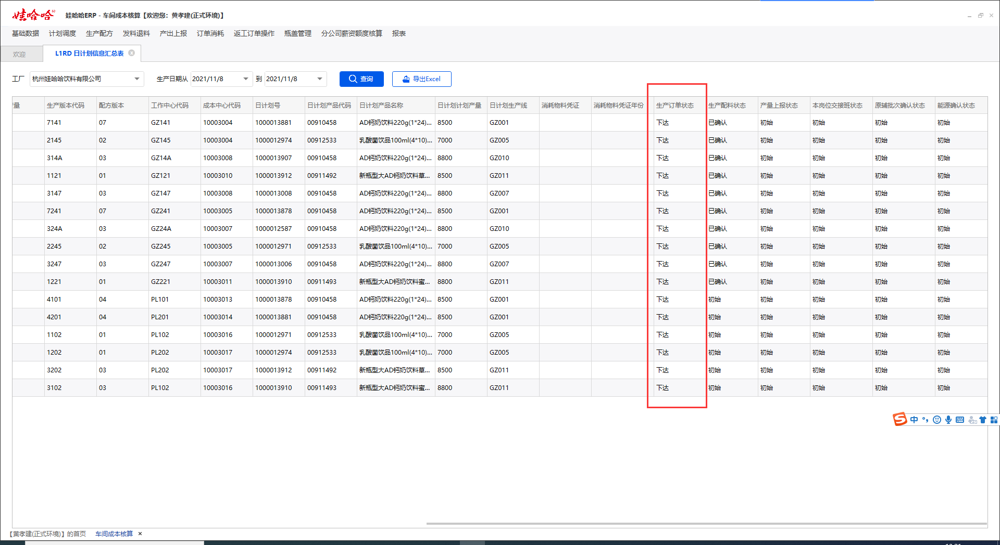 娃哈哈® 娃哈哈ERP - 车间成本核算【欢迎您：黄孝建(正式环境)】
基础数据 计划调度 生产配方 发料退料 产出上报 订单消耗 返工订单操作 瓶盖管理 分公司薪资额度核算 报表
欢迎 L1RD 日计划信息汇总表
工厂 杭州娃哈哈饮料有限公司 生产日期从 2021/11/8 到 2021/11/8 查询 导出Excel
量 生产版本代码 配方版本 工作中心代码 成本中心代码 日计划号 日计划产品代码 日计划产品名称 日计划计划产量 日计划生产线 消耗物料凭证 消耗物料凭证年份 生产订单状态 生产配料状态 产量上报状态 本岗位交接班状态 原辅批次确认状态 能源确认状态
7141 07 GZ141 10003004 1000013881 00910458 AD钙奶饮料220g(1*24)... 8500 GZ001 下达 已确认 初始 初始 初始 初始
2145 02 GZ145 10003004 1000012974 00912533 乳酸菌饮品100ml(4*10)... 7000 GZ005 下达 已确认 初始 初始 初始 初始
314A 03 GZ14A 10003008 1000013907 00910458 AD钙奶饮料220g(1*24)... 8800 GZ010 下达 已确认 初始 初始 初始 初始
1121 01 GZ121 10003010 1000013912 00911492 新瓶型大AD钙奶饮料草... 8500 GZ011 下达 已确认 初始 初始 初始 初始
3147 03 GZ147 10003008 1000013008 00910458 AD钙奶饮料220g(1*24)... 8800 GZ007 下达 已确认 初始 初始 初始 初始
7241 07 GZ241 10003005 1000013878 00910458 AD钙奶饮料220g(1*24)... 8500 GZ001 下达 已确认 初始 初始 初始 初始
324A 03 GZ24A 10003007 1000012587 00910458 AD钙奶饮料220g(1*24)... 8800 GZ010 下达 已确认 初始 初始 初始 初始
2245 02 GZ245 10003005 1000012971 00912533 乳酸菌饮品100ml(4*10)... 7000 GZ005 下达 已确认 初始 初始 初始 初始
3247 03 GZ247 10003007 1000013006 00910458 AD钙奶饮料220g(1*24)... 8800 GZ007 下达 已确认 初始 初始 初始 初始
1221 01 GZ221 10003011 1000013910 00911493 新瓶型大AD钙奶饮料蜜... 8800 GZ011 下达 已确认 初始 初始 初始 初始
4101 04 PL101 10003013 1000013878 00910458 AD钙奶饮料220g(1*24)... 8500 GZ001 下达 初始 初始 初始 初始 初始
4201 04 PL201 10003014 1000013881 00910458 AD钙奶饮料220g(1*24)... 8500 GZ001 下达 初始 初始 初始 初始 初始
1102 01 PL102 10003016 1000012971 00912533 乳酸菌饮品100ml(4*10)... 7000 GZ005 下达 初始 初始 初始 初始 初始
1202 01 PL202 10003017 1000012974 00912533 乳酸菌饮品100ml(4*10)... 7000 GZ005 下达 初始 初始 初始 初始 初始
3202 03 PL202 10003017 1000013912 00911492 新瓶型大AD钙奶饮料草... 8500 GZ011 下达 初始 初始 初始 初始 初始
3102 03 PL102 10003016 1000013910 00911493 新瓶型大AD钙奶饮料蜜... 8800 GZ011 下达 初始 初始 初始 初始 初始
S 中
【黄孝建(正式环境)】的首页 车间成本核算 ×